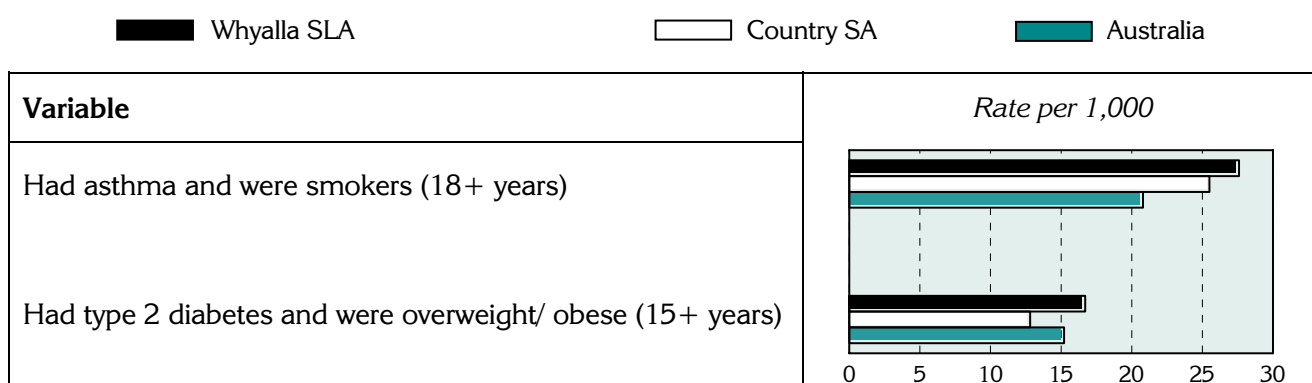 Whyalla SLA Country SA Australia
Variable Rate per 1,000
Had asthma and were smokers (18+ years)
Had type 2 diabetes and were overweight/ obese (15+ years)
0 5 10 15 20 25 30